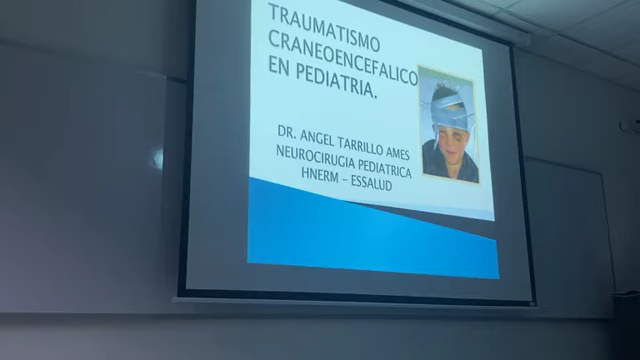 TRAUMATISMO
CRANEOENCEFALICO
EN PEDIATRIA.
DR. ANGEL TARRILLO AMES
NEUROCIRUGIA PEDIATRICA
HNERM – ESSALUD